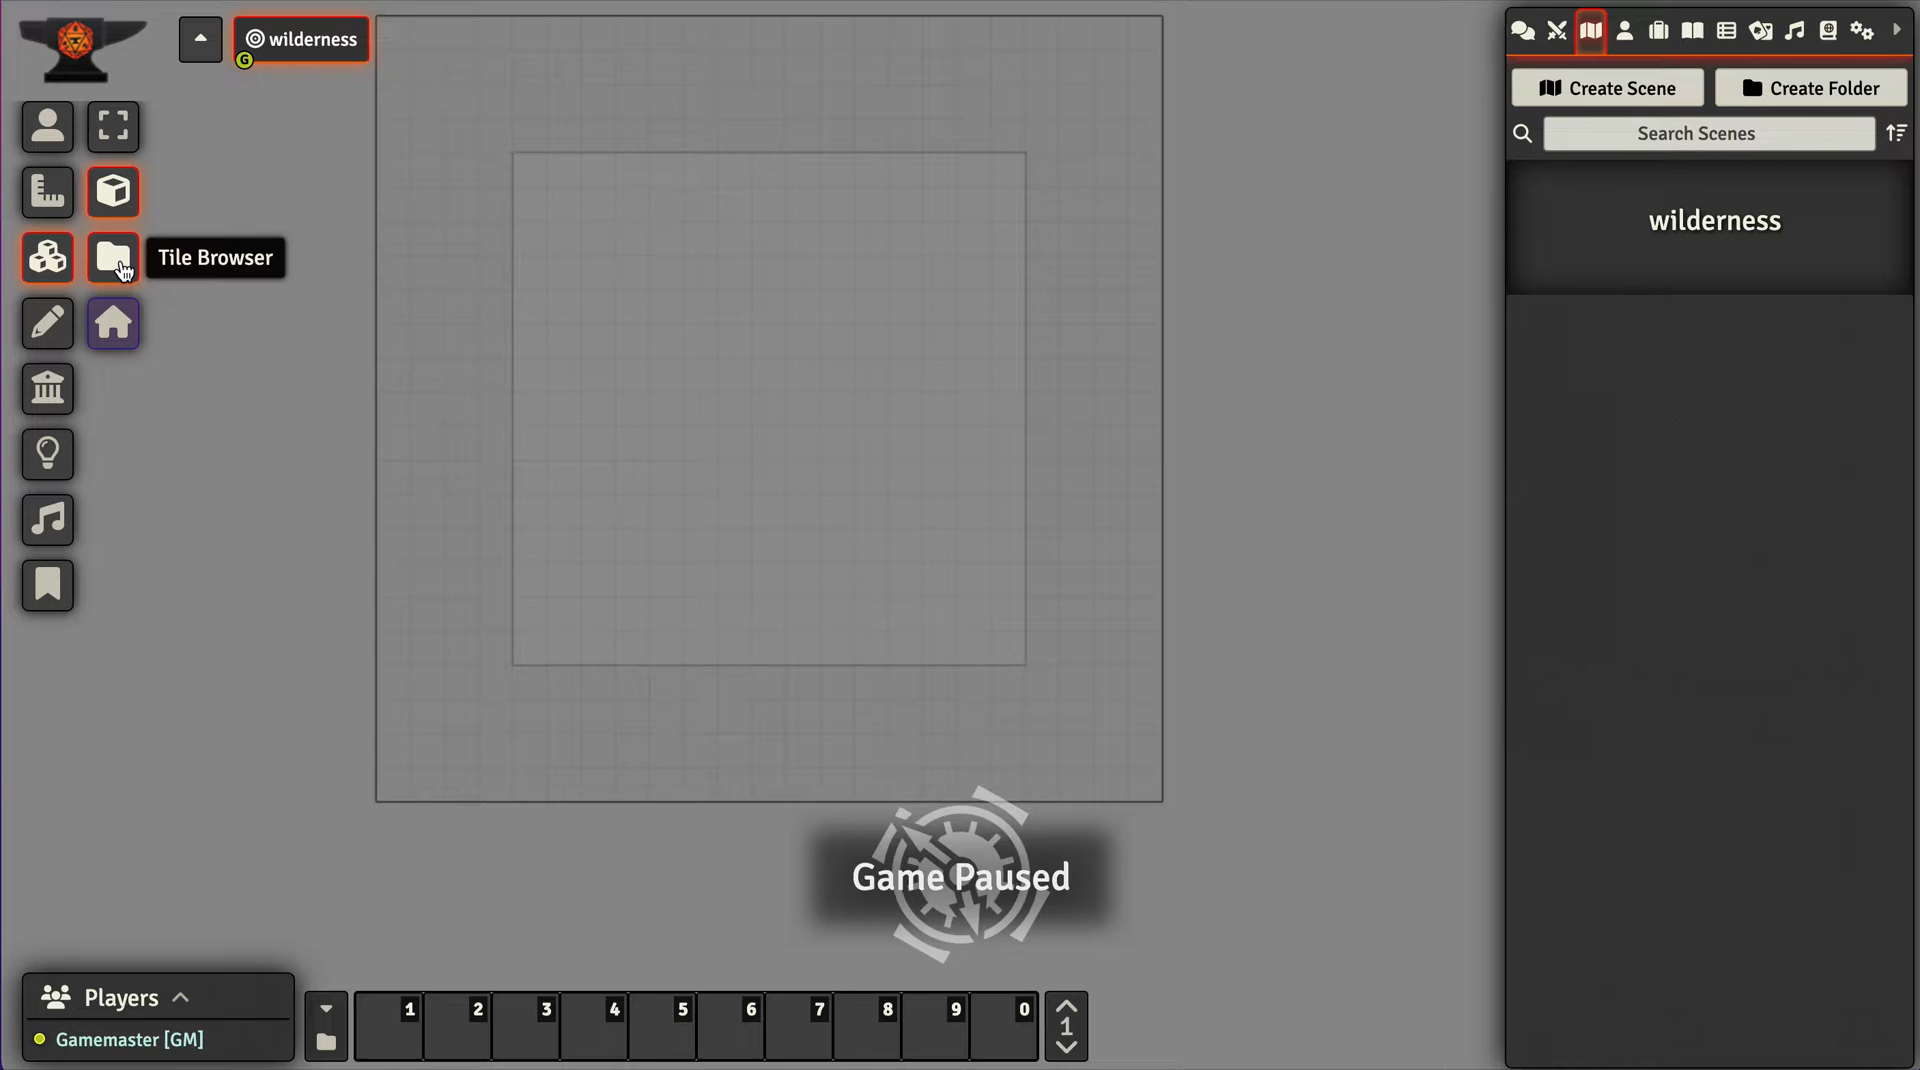 wilderness
G
Create Scene
Create Folder
Search Scenes
wilderness
Tile Browser
Game Paused
Players
Gamemaster [GM]
1 2 3 4 5 6 7 8 9 0
1